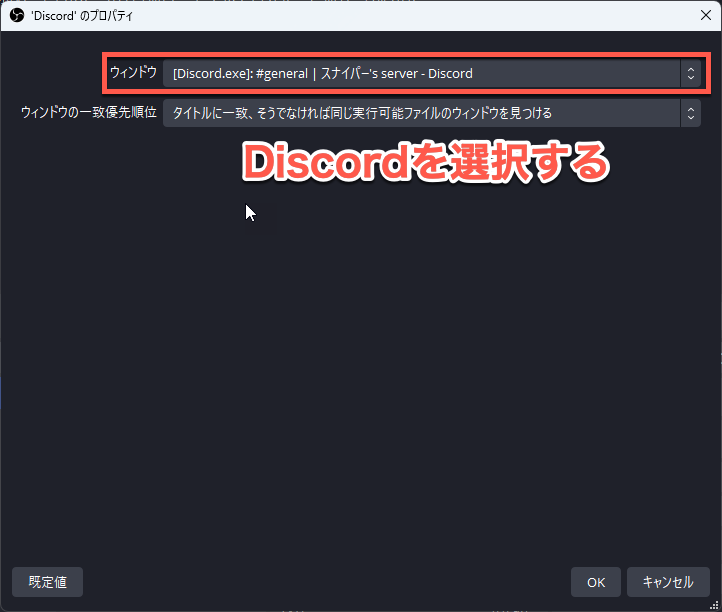 'Discord' のプロパティ
ウィンドウ [Discord.exe]: #general | スナイパー's server - Discord
ウィンドウの一致優先順位 タイトルに一致、そうでなければ同じ実行可能ファイルのウィンドウを見つける
Discordを選択する
既定値 OK キャンセル